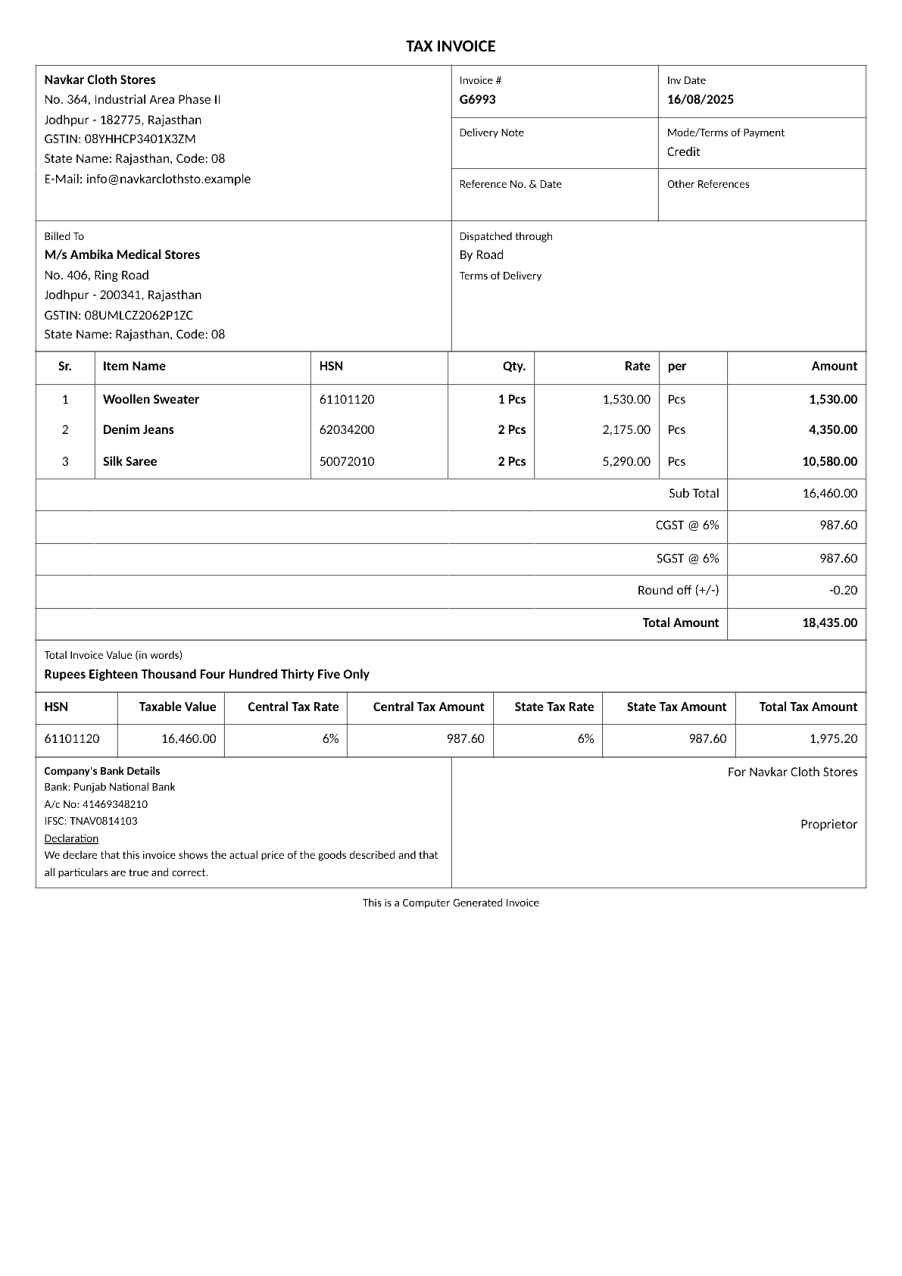 TAX INVOICE
Navkar Cloth Stores
No. 364, Industrial Area Phase II
Jodhpur - 182775, Rajasthan
GSTIN: 08YHHCP3401X3ZM
State Name: Rajasthan, Code: 08
E-Mail: info@navkarclothsto.example
Invoice #
G6993
Inv Date
16/08/2025
Delivery Note
Mode/Terms of Payment
Credit
Reference No. & Date
Other References
Billed To
M/s Ambika Medical Stores
No. 406, Ring Road
Jodhpur - 200341, Rajasthan
GSTIN: 08UMLCZ2062P1ZC
State Name: Rajasthan, Code: 08
Dispatched through
By Road
Terms of Delivery
Sr. Item Name HSN Qty. Rate per Amount
1 Woollen Sweater 61101120 1 Pcs 1,530.00 Pcs 1,530.00
2 Denim Jeans 62034200 2 Pcs 2,175.00 Pcs 4,350.00
3 Silk Saree 50072010 2 Pcs 5,290.00 Pcs 10,580.00
Sub Total 16,460.00
CGST @ 6% 987.60
SGST @ 6% 987.60
Round off (+/-) -0.20
Total Amount 18,435.00
Total Invoice Value (in words)
Rupees Eighteen Thousand Four Hundred Thirty Five Only
HSN Taxable Value Central Tax Rate Central Tax Amount State Tax Rate State Tax Amount Total Tax Amount
61101120 16,460.00 6% 987.60 6% 987.60 1,975.20
Company's Bank Details
Bank: Punjab National Bank
A/c No: 41469348210
IFSC: TNAV0814103
Declaration
We declare that this invoice shows the actual price of the goods described and that
all particulars are true and correct.
For Navkar Cloth Stores
Proprietor
This is a Computer Generated Invoice